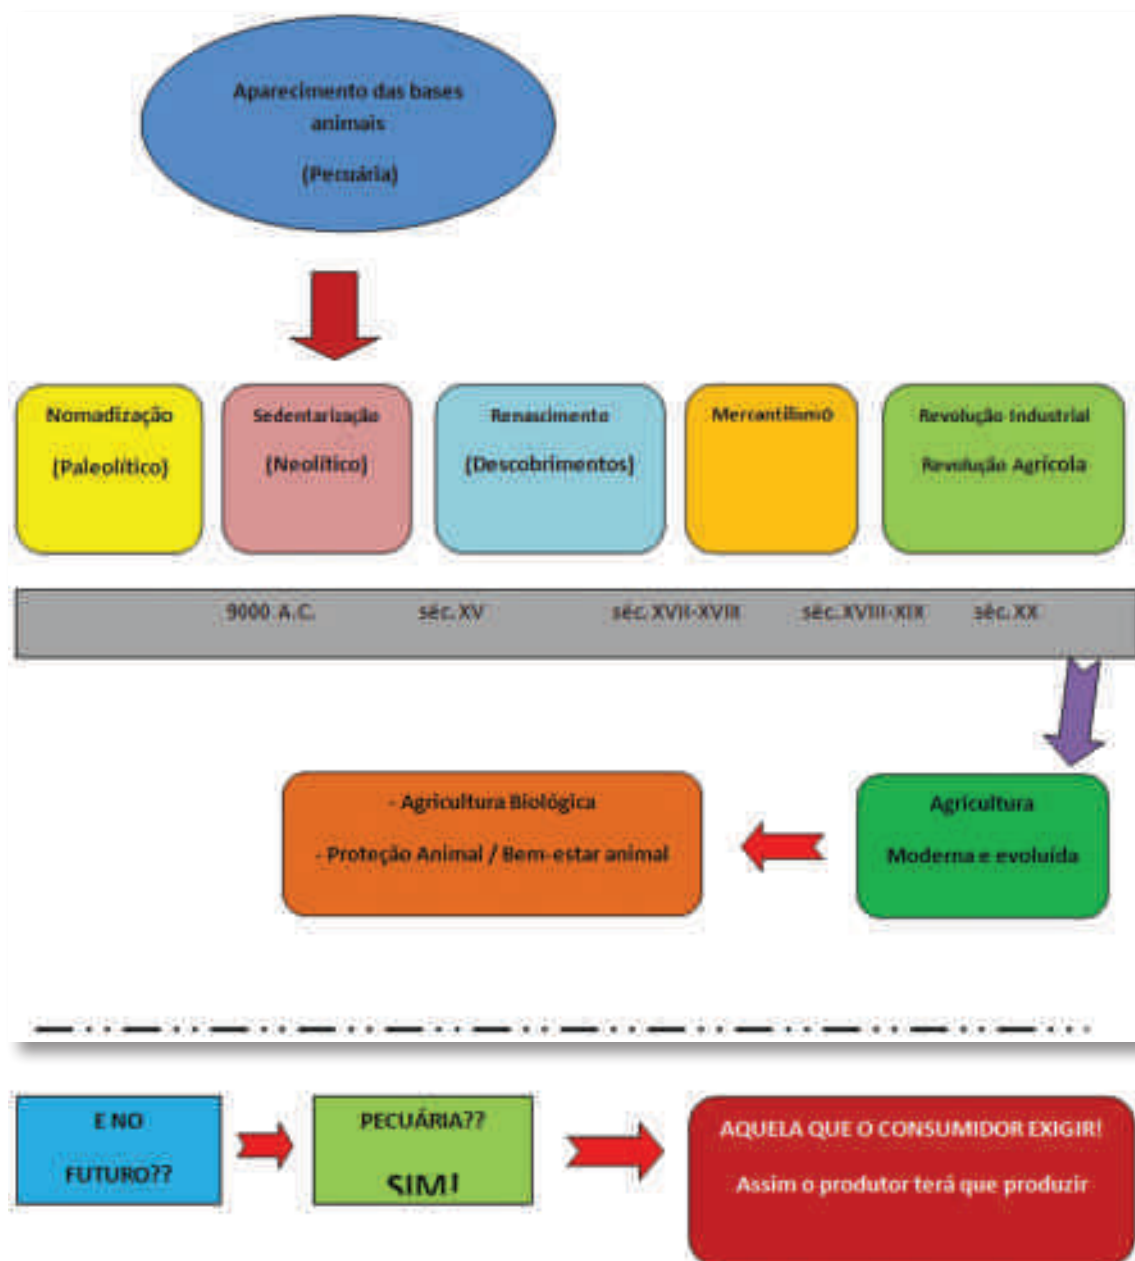 Aparecimento das bases
animais
(Pecuária)
Nomadização
(Paleolítico)
Sedentarização
(Neolítico)
Renascimento
(Descobrimentos)
Mercantilismo
Revolução Industrial
Revolução Agrícola
9000 A.C. séc. XV séc. XVII-XVIII séc. XVIII-XIX séc. XX
- Agricultura Biológica
- Proteção Animal / Bem-estar animal
Agricultura
Moderna e evoluída
E NO
FUTURO??
PECUÁRIA??
SIM!
AQUELA QUE O CONSUMIDOR EXIGIR!
Assim o produtor terá que produzir